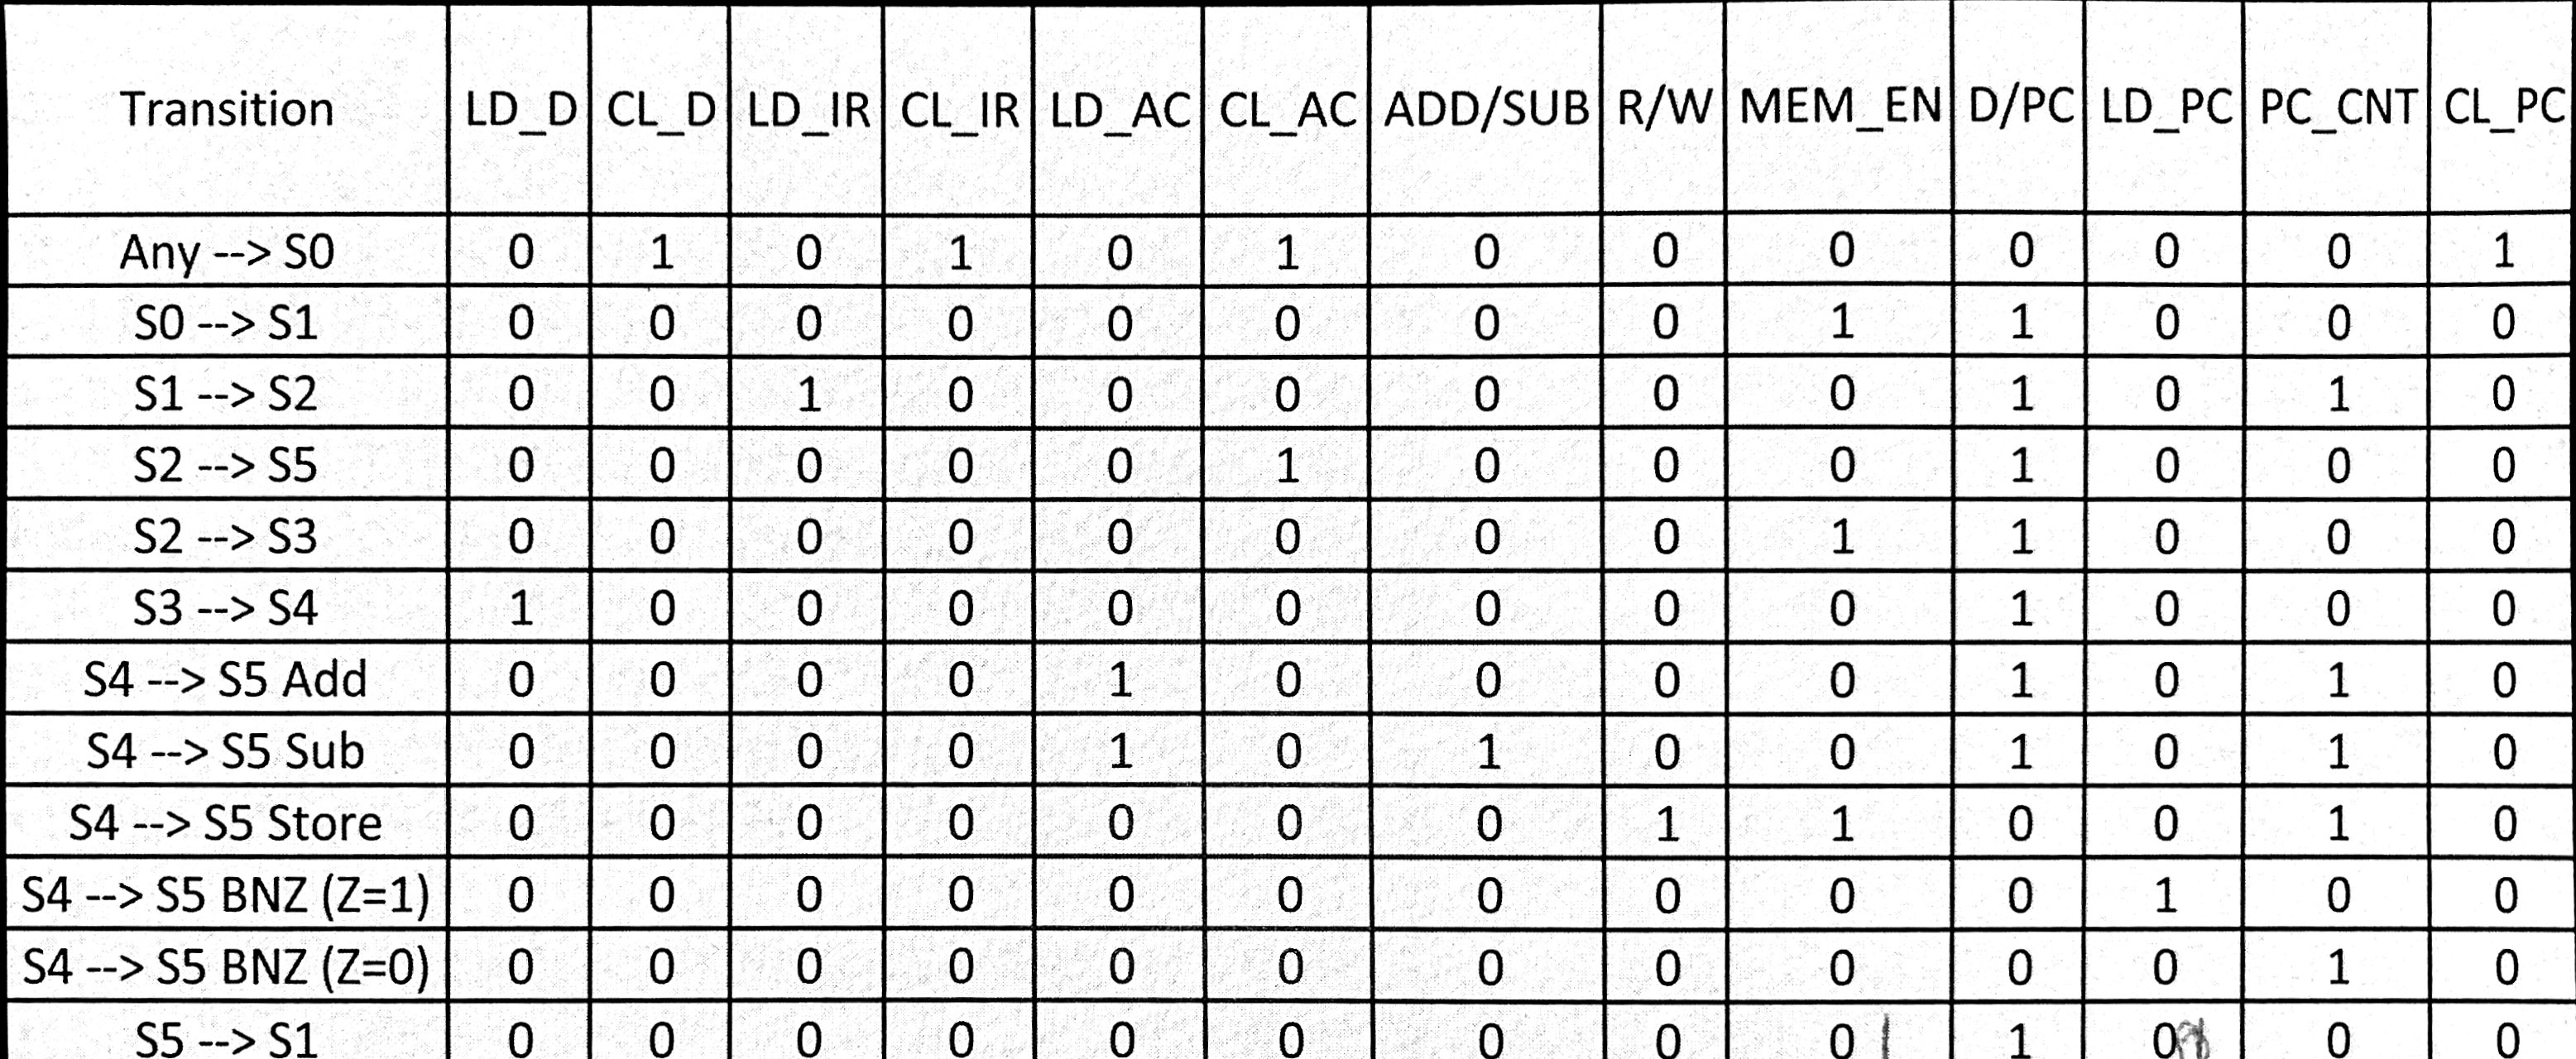 Transition LD_D CL_D LD_IR CL_IR LD_AC CL_AC ADD/SUB R/W MEM_EN D/PC LD_PC PC_CNT CL_PC
Any --> S0 0 1 0 1 0 1 0 0 0 0 0 0 1
S0 --> S1 0 0 0 0 0 0 0 0 1 1 0 0 0
S1 --> S2 0 0 1 0 0 0 0 0 0 1 0 1 0
S2 --> S5 0 0 0 0 0 1 0 0 0 1 0 0 0
S2 --> S3 0 0 0 0 0 0 0 0 1 1 0 0 0
S3 --> S4 1 0 0 0 0 0 0 0 0 1 0 0 0
S4 --> S5 Add 0 0 0 0 1 0 0 0 0 1 0 1 0
S4 --> S5 Sub 0 0 0 0 1 0 1 0 0 1 0 1 0
S4 --> S5 Store 0 0 0 0 0 0 0 1 1 0 0 1 0
S4 --> S5 BNZ (Z=1) 0 0 0 0 0 0 0 0 0 0 1 0 0
S4 --> S5 BNZ (Z=0) 0 0 0 0 0 0 0 0 0 0 0 1 0
S5 --> S1 0 0 0 0 0 0 0 0 0 1 0 0 0